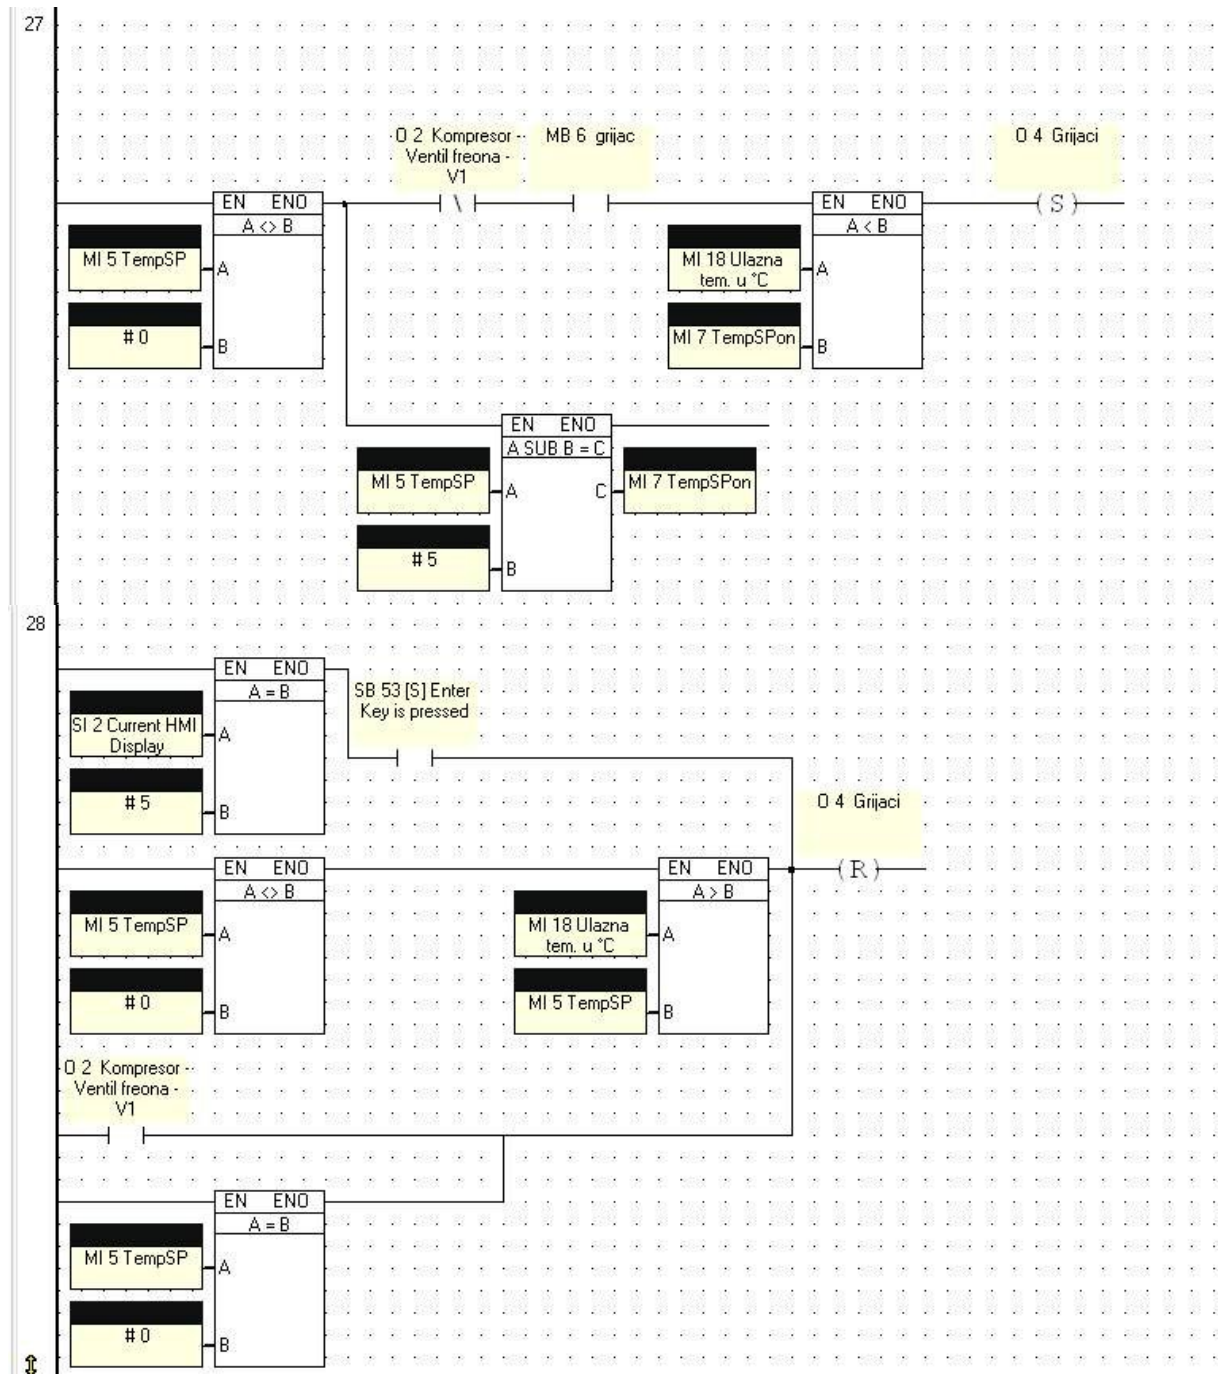 27
O 2 Kompresor --
Ventil freona -
V1
MB 6 grijac
O 4 Grijaci
EN ENO
A <> B
MI 5 TempSP
A
# 0
B
EN ENO
A < B
MI 18 Ulazna
tem. u °C
A
MI 7 TempSPon
B
( S )
EN ENO
A SUB B = C
MI 5 TempSP
A
C
MI 7 TempSPon
# 5
B
28
EN ENO
A = B
SI 2 Current HMI
Display
A
# 5
B
SB 53 [S] Enter
Key is pressed
O 4 Grijaci
( R )
EN ENO
A <> B
MI 5 TempSP
A
# 0
B
EN ENO
A > B
MI 18 Ulazna
tem. u °C
A
MI 5 TempSP
B
O 2 Kompresor --
Ventil freona -
V1
EN ENO
A = B
MI 5 TempSP
A
# 0
B